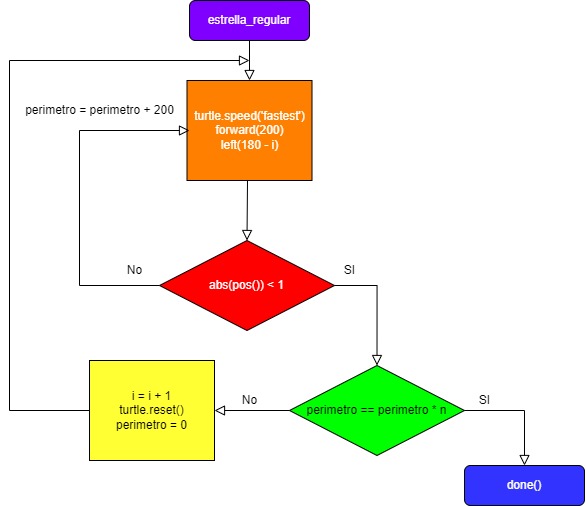 estrella_regular
perimetro = perimetro + 200
turtle.speed('fastest')
forward(200)
left(180 - i)
No
abs(pos()) < 1
SI
i = i + 1
turtle.reset()
perimetro = 0
No
perimetro == perimetro * n
SI
done()